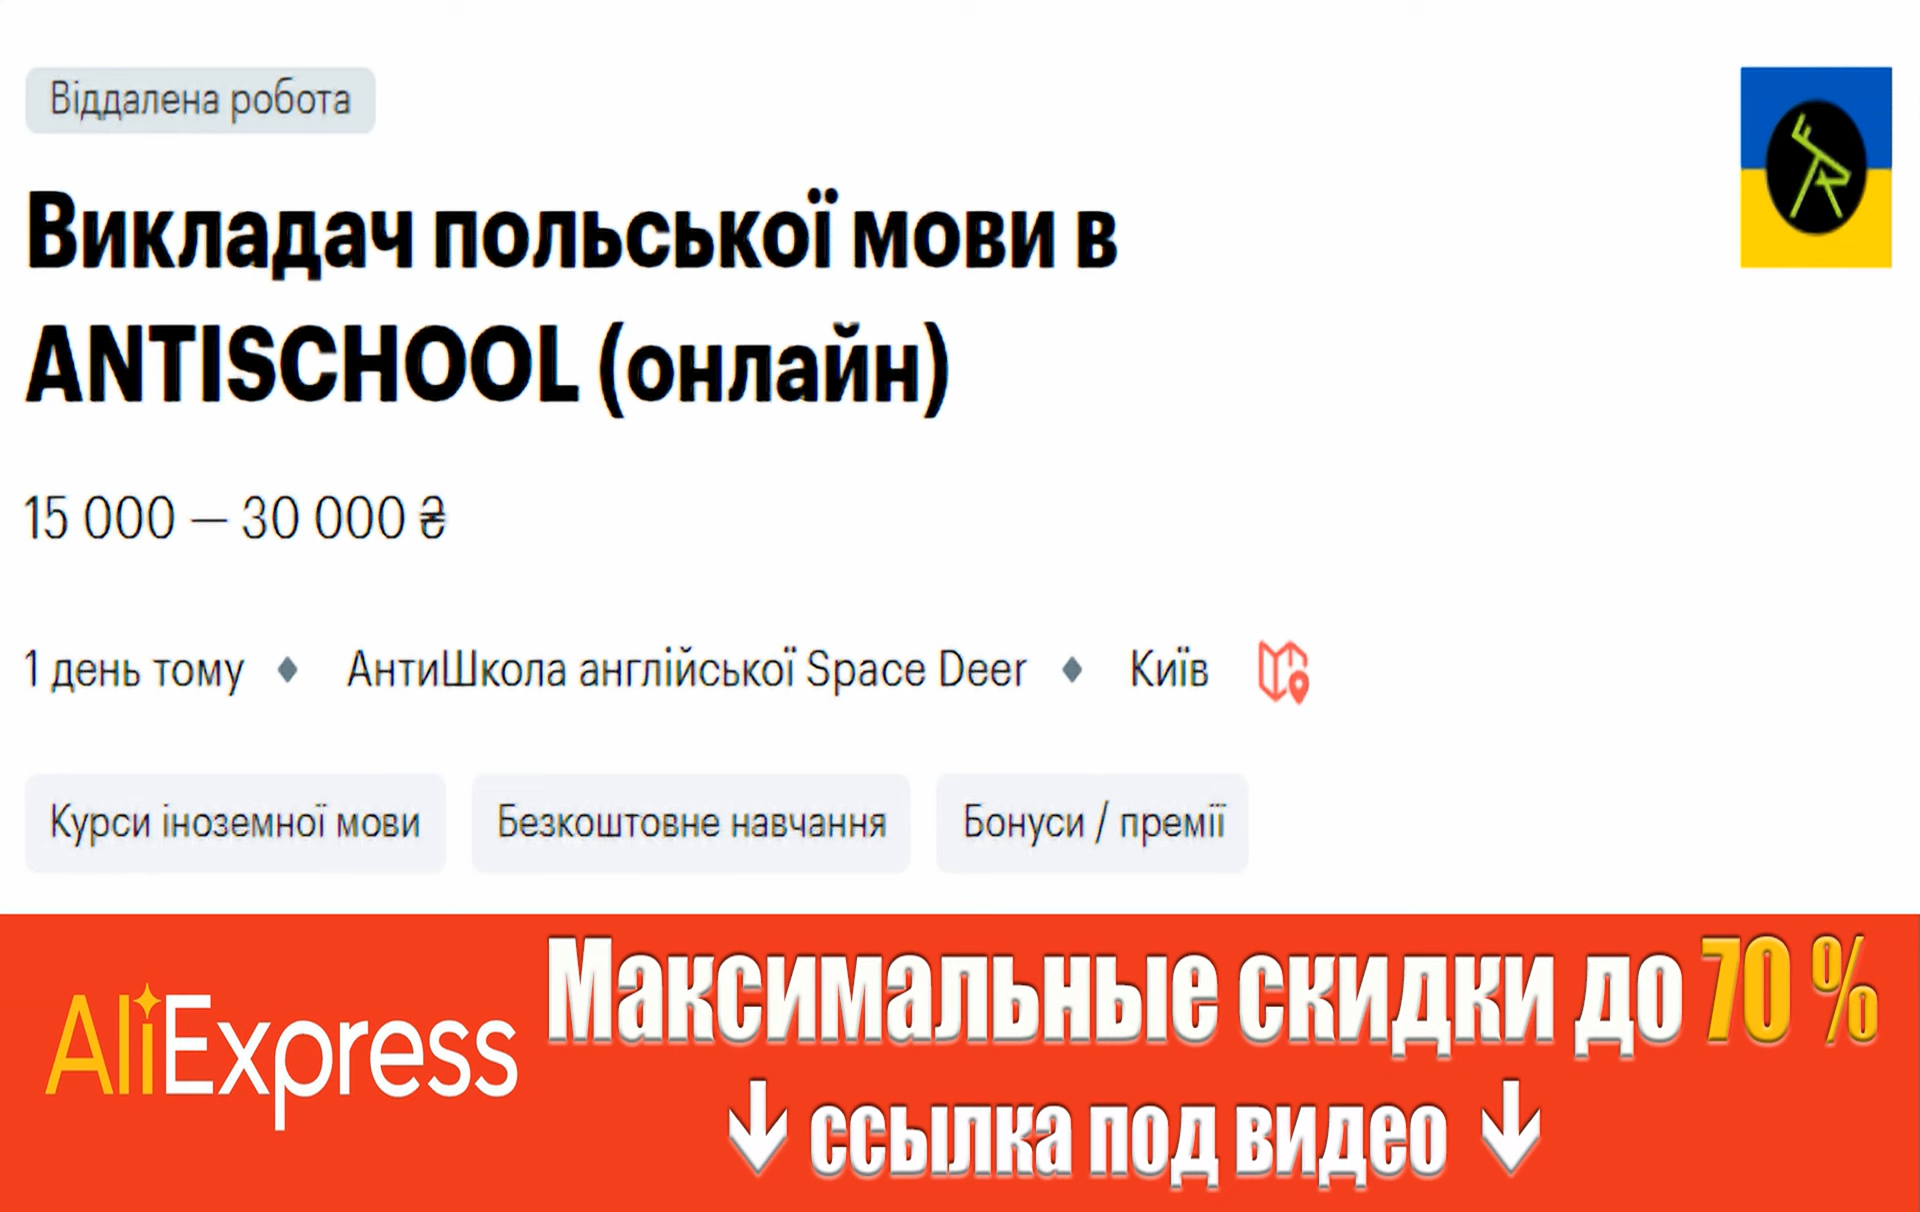 Віддалена робота
Викладач польської мови в
ANTISCHOOL (онлайн)
15 000 — 30 000 ₴
1 день тому ♦ АнтиШкола англійської Space Deer ♦ Київ
Курси іноземної мови Безкоштовне навчання Бонуси / премії
AliExpress
Максимальные скидки до 70 %
↓ ссылка под видео ↓